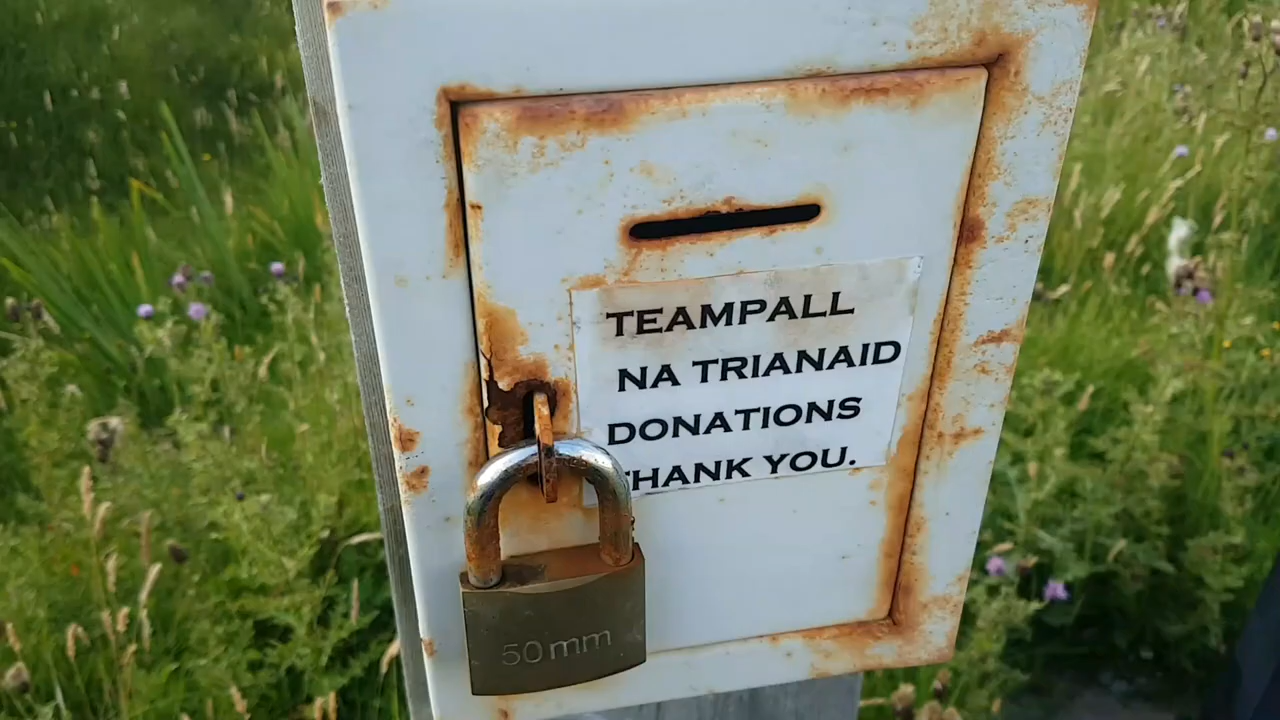 TEAMPALL
NA TRIANAID
DONATIONS
THANK YOU.
50mm